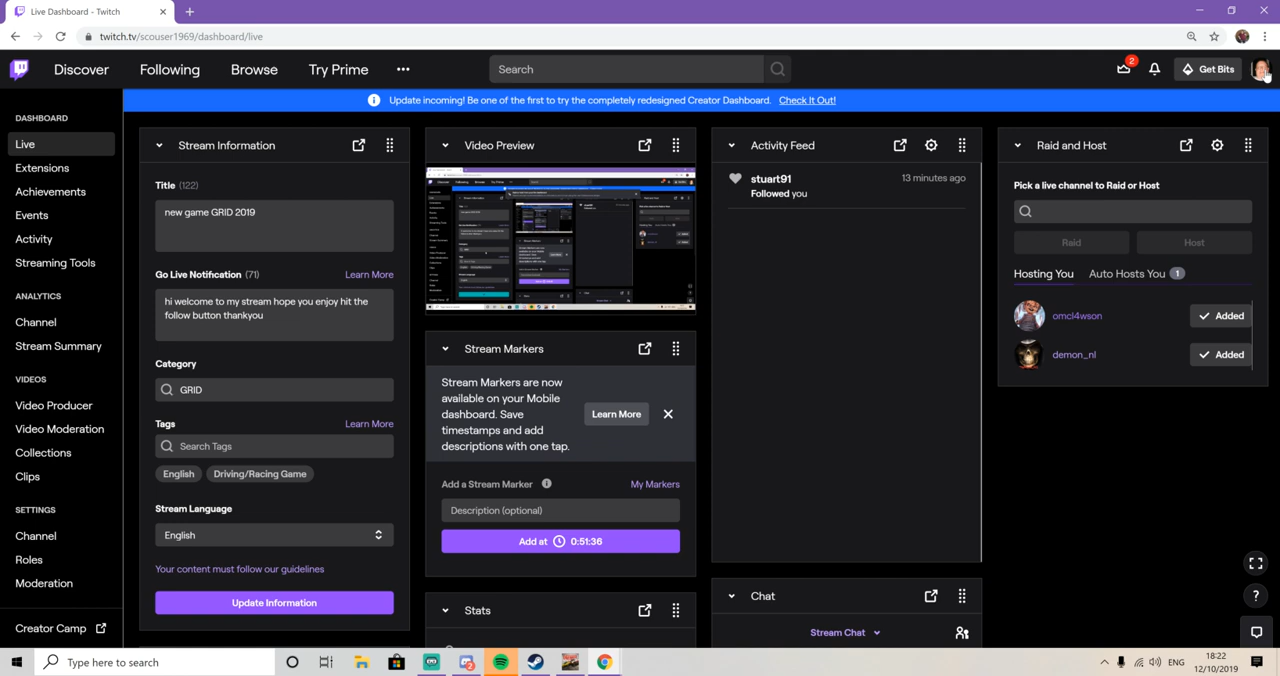 Live Dashboard - Twitch
twitch.tv/scouser1969/dashboard/live
Discover
Following
Browse
Try Prime
Search
2
Get Bits
Update incoming! Be one of the first to try the completely redesigned Creator Dashboard. Check It Out!
DASHBOARD
Live
Extensions
Achievements
Events
Activity
Streaming Tools
ANALYTICS
Channel
Stream Summary
VIDEOS
Video Producer
Video Moderation
Collections
Clips
SETTINGS
Channel
Roles
Moderation
Creator Camp
Stream Information
Title (122)
new game GRID 2019
Go Live Notification (71)
Learn More
hi welcome to my stream hope you enjoy hit the
follow button thankyou
Category
GRID
Tags
Learn More
Search Tags
English
Driving/Racing Game
Stream Language
English
Your content must follow our guidelines
Update Information
Video Preview
Stream Markers
Stream Markers are now
available on your Mobile
dashboard. Save
timestamps and add
descriptions with one tap.
Learn More
Add a Stream Marker
My Markers
Description (optional)
Add at 0:51:36
Stats
Activity Feed
stuart91
13 minutes ago
Followed you
Chat
Stream Chat
Raid and Host
Pick a live channel to Raid or Host
Raid
Host
Hosting You
Auto Hosts You 1
omcl4wson
Added
demon_nl
Added
Type here to search
ENG
18:22
12/10/2019